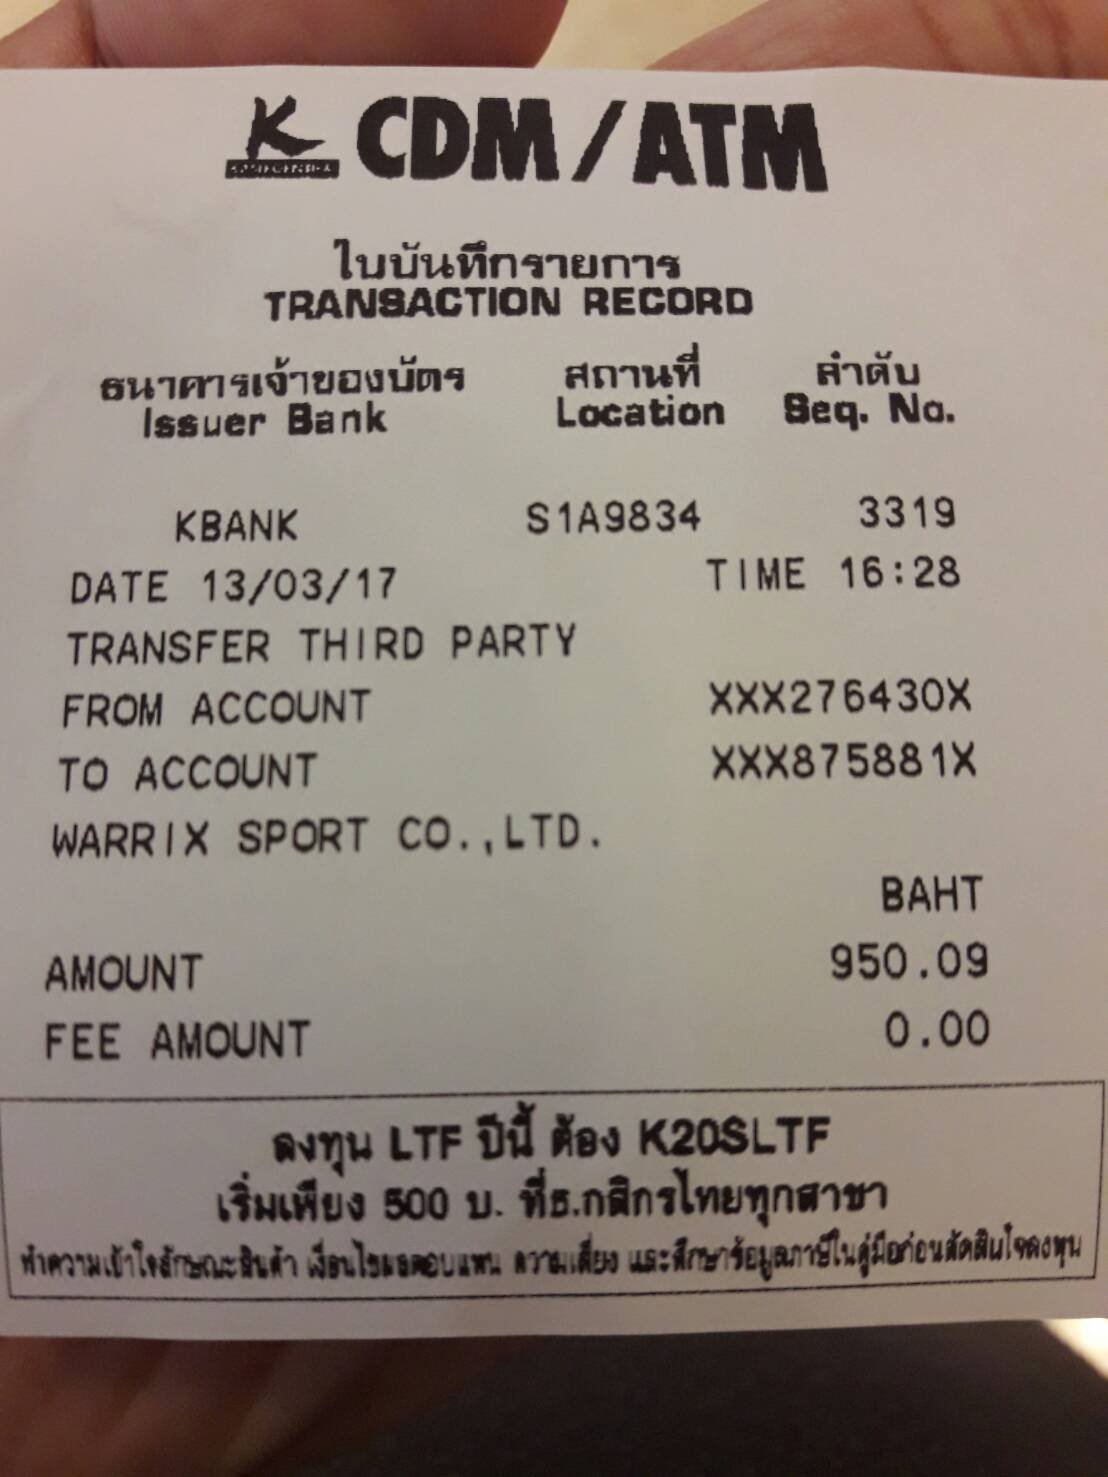 K CDM/ATM
ใบบันทึกรายการ
TRANSACTION RECORD
ธนาคารเจ้าของบัตร สถานที่ ลำดับ
Issuer Bank Location Seq. No.
KBANK S1A9834 3319
DATE 13/03/17 TIME 16:28
TRANSFER THIRD PARTY
FROM ACCOUNT XXX276430X
TO ACCOUNT XXX875881X
WARRIX SPORT CO.,LTD.
BAHT
AMOUNT 950.09
FEE AMOUNT 0.00
ลงทุน LTF ปีนี้ ต้อง K20SLTF
เริ่มเพียง 500 บ. ที่ธ.กสิกรไทยทุกสาขา
ทำความเข้าใจลักษณะสินค้า เงื่อนไขผลตอบแทน ความเสี่ยง และศึกษาข้อมูลภาษีในคู่มือก่อนตัดสินใจลงทุน